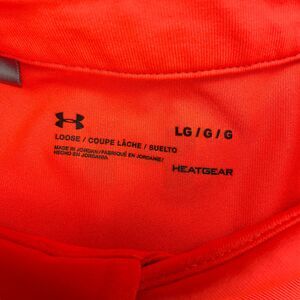 LG / G / G
LOOSE / COUPE LÂCHE / SUELTO
MADE IN JORDAN / FABRIQUÉ EN JORDANIE /
HECHO EN JORDANIA
HEATGEAR